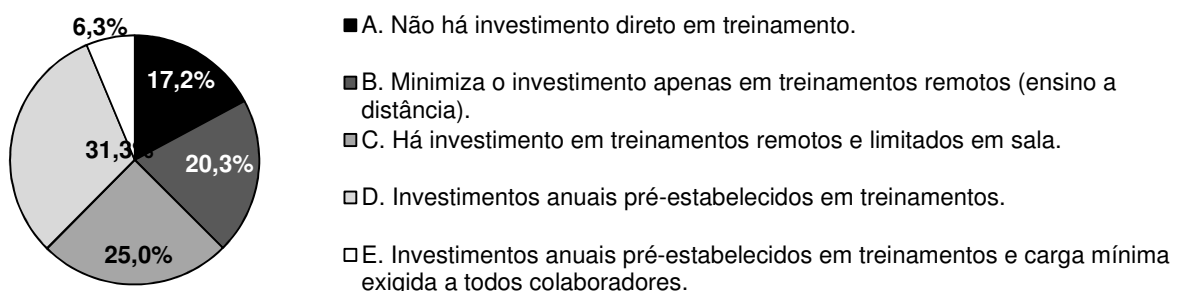 6,3%
17,2%
31,3%
20,3%
25,0%
A. Não há investimento direto em treinamento.
B. Minimiza o investimento apenas em treinamentos remotos (ensino a
distância).
C. Há investimento em treinamentos remotos e limitados em sala.
D. Investimentos anuais pré-estabelecidos em treinamentos.
E. Investimentos anuais pré-estabelecidos em treinamentos e carga mínima
exigida a todos colaboradores.